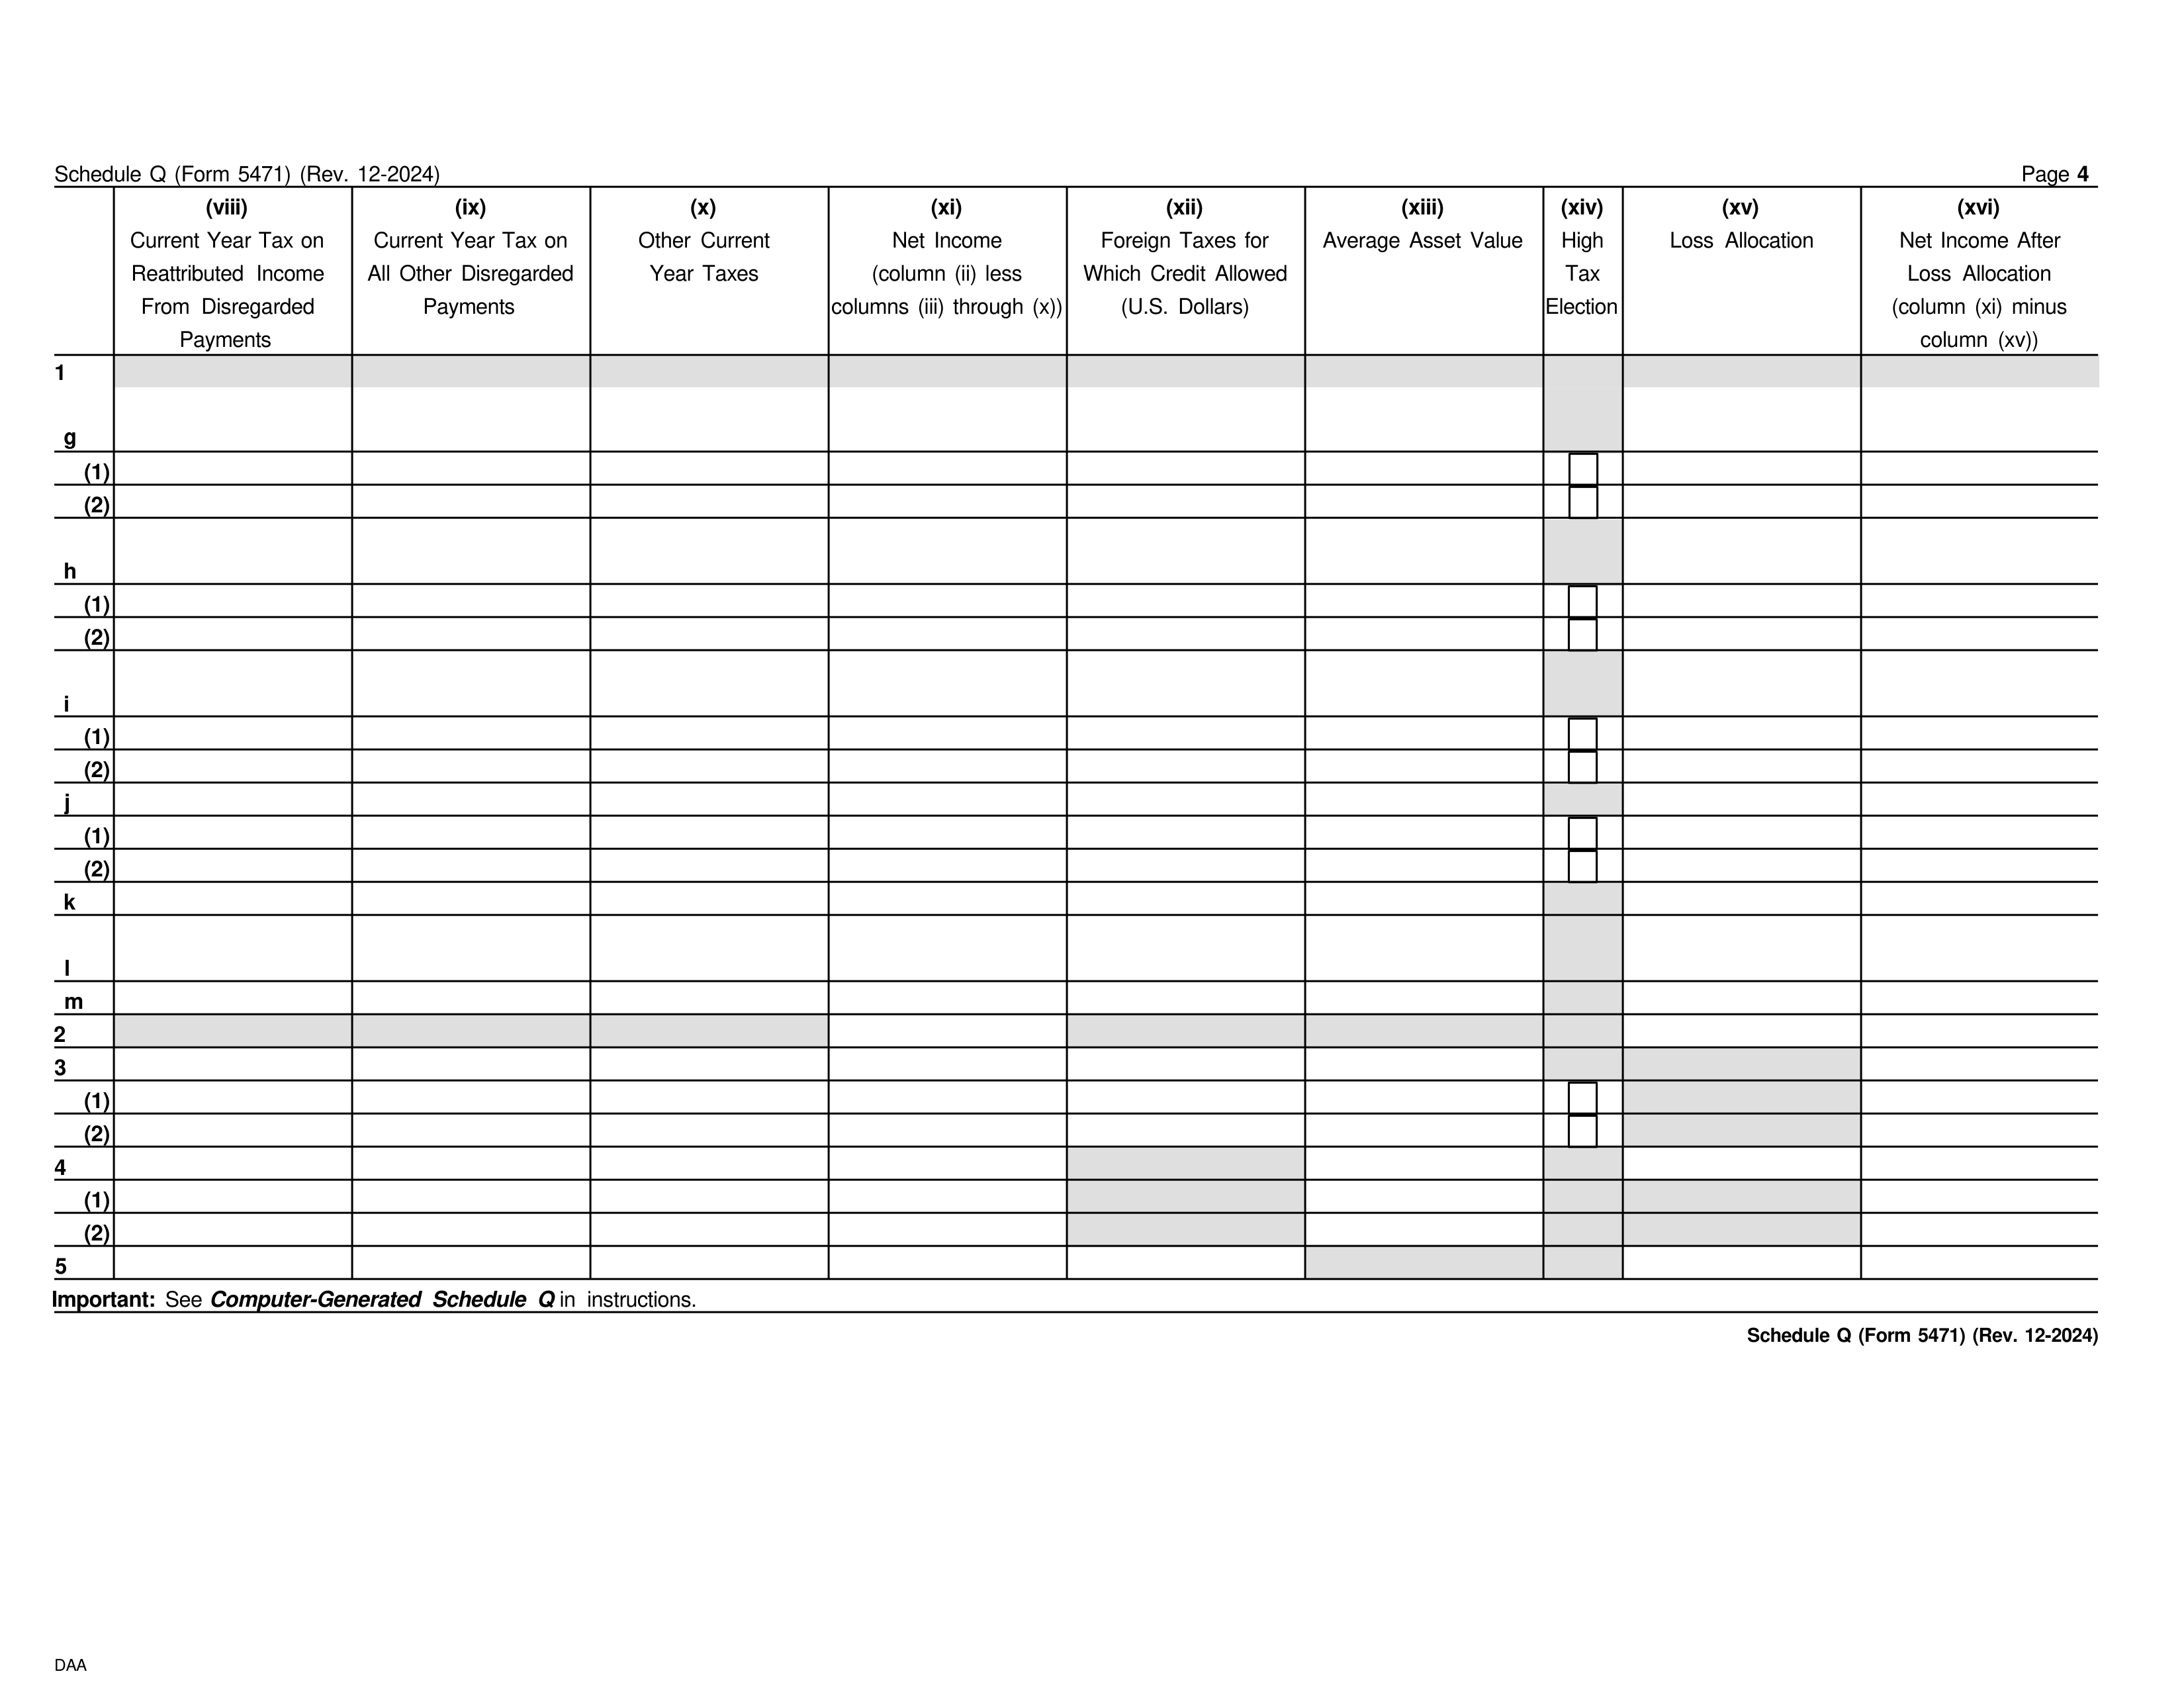 Schedule Q (Form 5471) (Rev. 12-2024) Page 4
(viii) (ix) (x) (xi) (xii) (xiii) (xiv) (xv) (xvi)
Current Year Tax on Current Year Tax on Other Current Net Income Foreign Taxes for Average Asset Value High Loss Allocation Net Income After
Reattributed Income All Other Disregarded Year Taxes (column (ii) less Which Credit Allowed Tax Loss Allocation
From Disregarded Payments columns (iii) through (x)) (U.S. Dollars) Election (column (xi) minus
Payments column (xv))
1
g
(1)
(2)
h
(1)
(2)
i
(1)
(2)
j
(1)
(2)
k
l
m
2
3
(1)
(2)
4
(1)
(2)
5
Important: See Computer-Generated Schedule Q in instructions.
Schedule Q (Form 5471) (Rev. 12-2024)
DAA